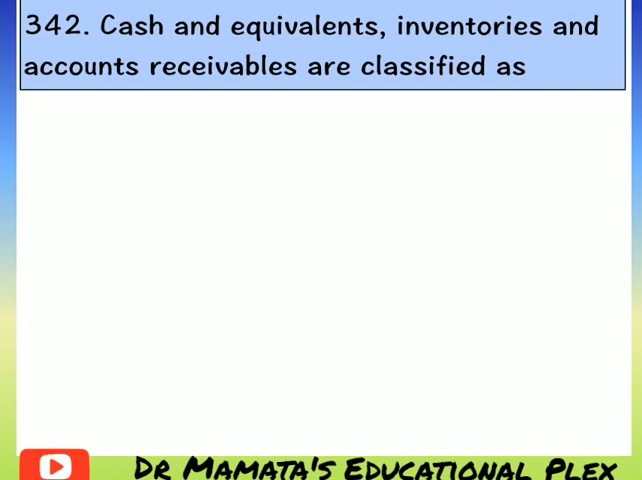 342. Cash and equivalents, inventories and
accounts receivables are classified as
Dr Mamata's Educational Plex